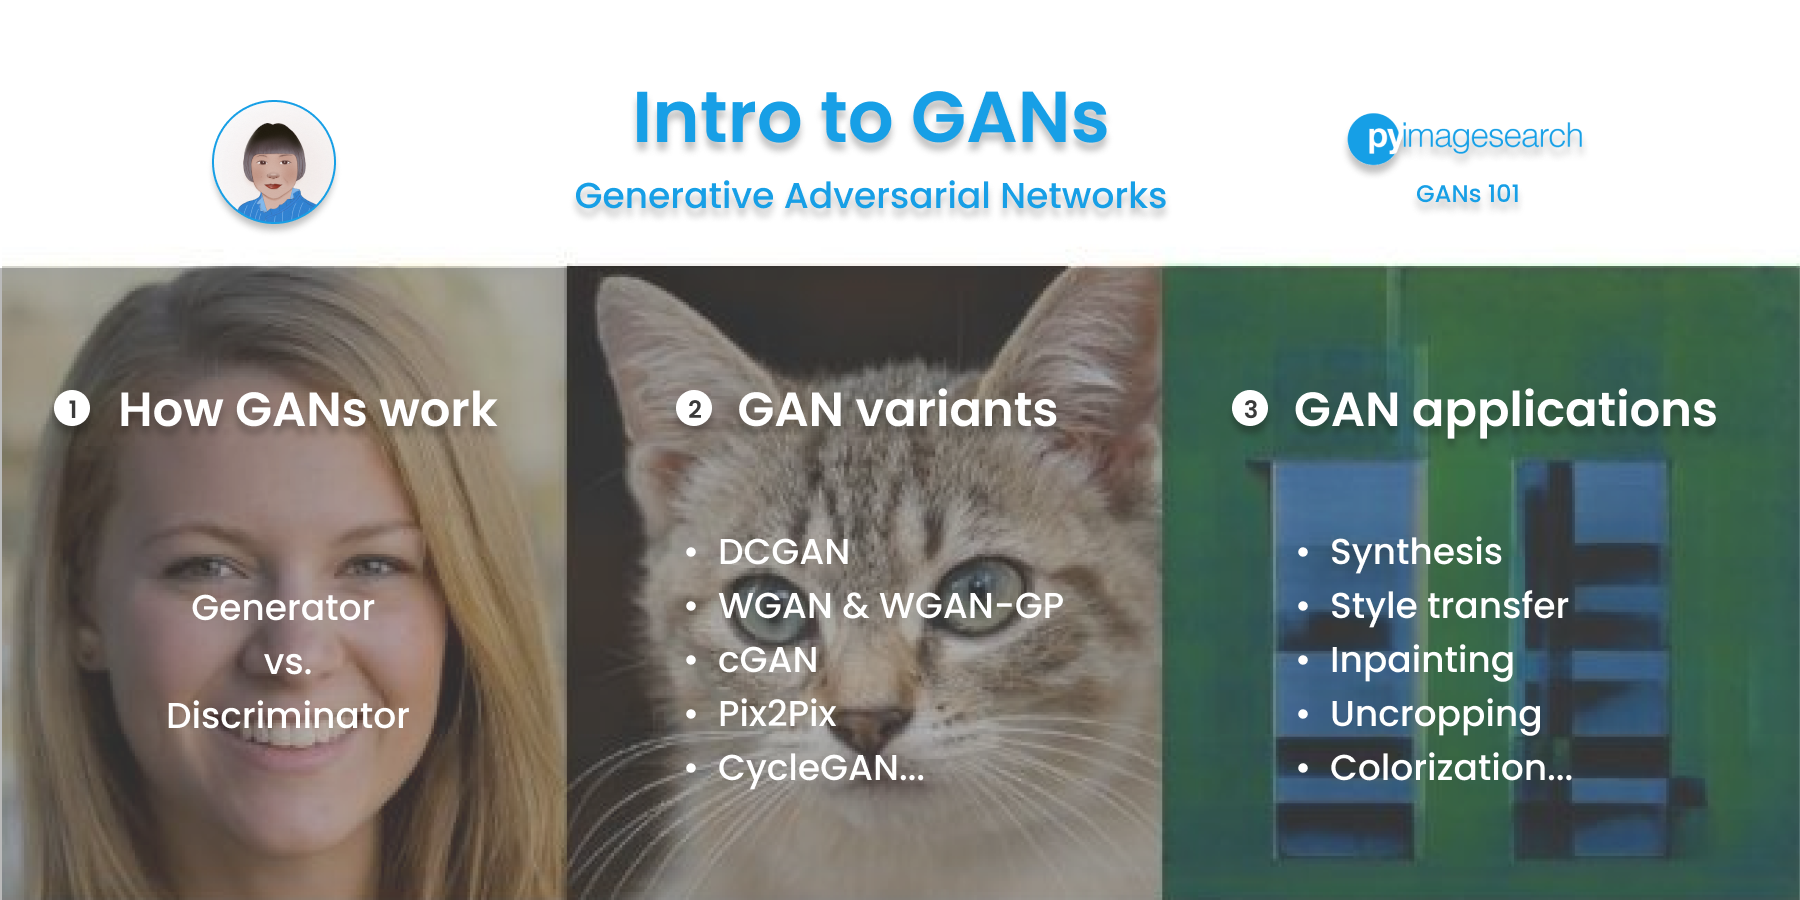 Intro to GANs
Generative Adversarial Networks
pyimagesearch
GANs 101
1 How GANs work
Generator
vs.
Discriminator
2 GAN variants
• DCGAN
• WGAN & WGAN-GP
• cGAN
• Pix2Pix
• CycleGAN...
3 GAN applications
• Synthesis
• Style transfer
• Inpainting
• Uncropping
• Colorization...